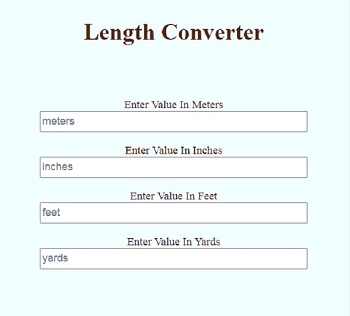 Length Converter
Enter Value In Meters
meters
Enter Value In Inches
inches
Enter Value In Feet
feet
Enter Value In Yards
yards